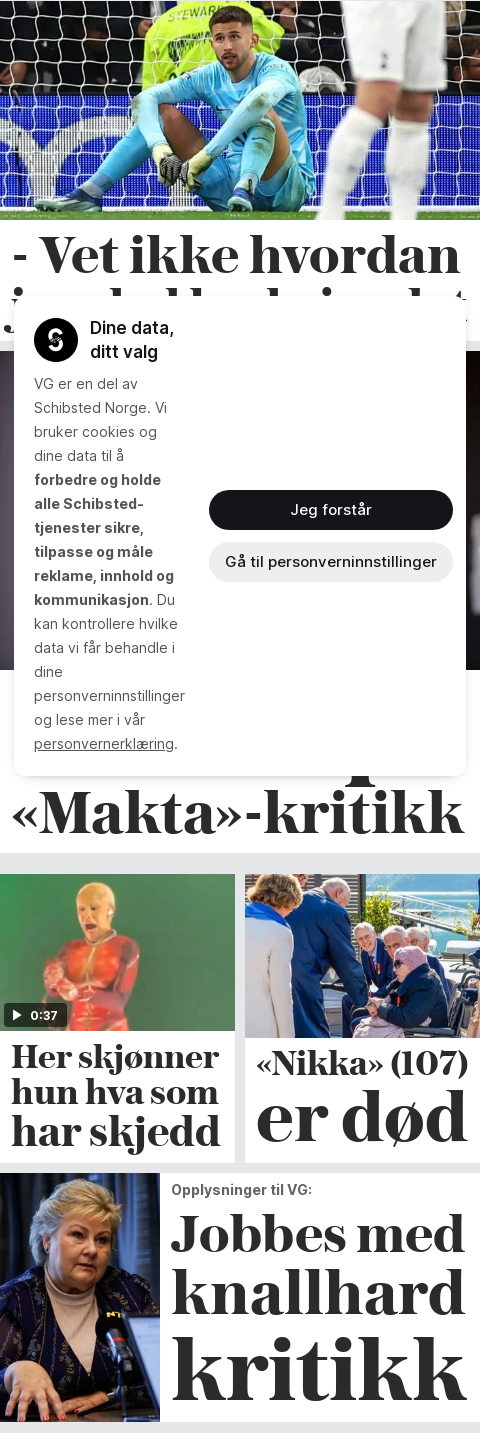 STEWARD
- Vet ikke hvordan
Dine data,
ditt valg
VG er en del av
Schibsted Norge. Vi
bruker cookies og
dine data til å
forbedre og holde
alle Schibsted-
tjenester sikre,
tilpasse og måle
reklame, innhold og
kommunikasjon. Du
kan kontrollere hvilke
data vi får behandle i
dine
personverninnstillinger
og lese mer i vår
personvernerklæring.
Jeg forstår
Gå til personverninnstillinger
«Makta»-kritikk
0:37
Her skjønner
hun hva som
har skjedd
«Nikka» (107)
er død
Opplysninger til VG:
Jobbes med
knallhard
kritikk